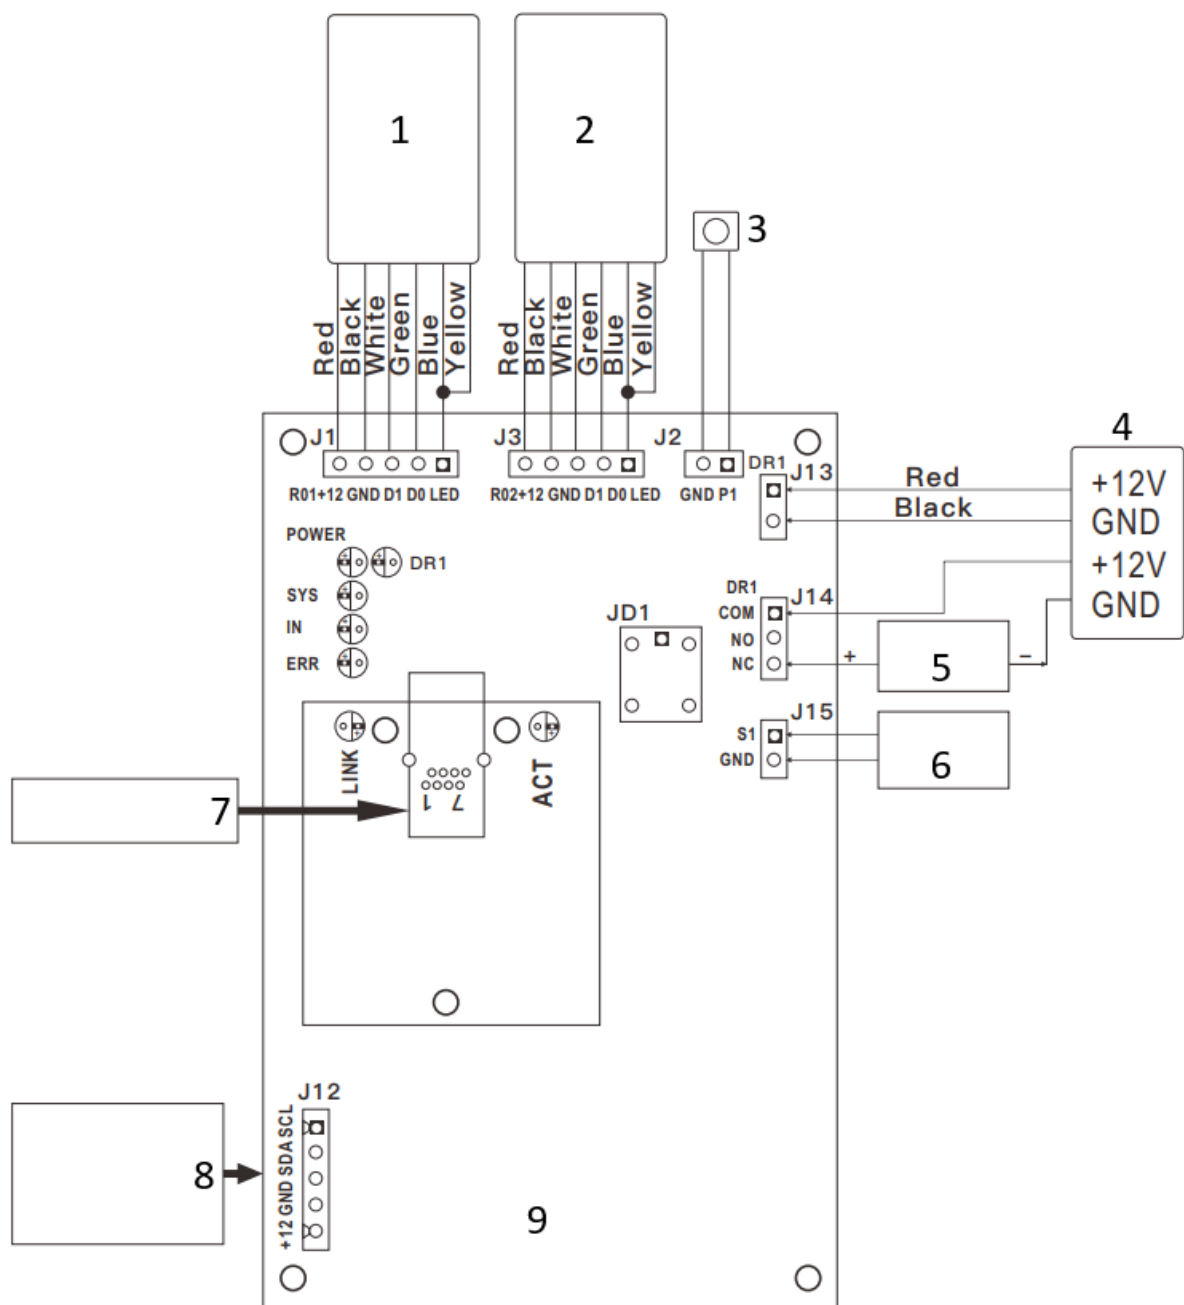 1
2
3
Red
Black
White
Green
Blue
Yellow
Red
Black
White
Green
Blue
Yellow
J1
J3
J2
R01+12 GND D1 D0 LED
R02+12 GND D1 D0 LED
GND P1
DR1
J13
Red
Black
4
+12V
GND
+12V
GND
POWER
DR1
SYS
IN
ERR
JD1
DR1
J14
COM
NO
NC
+
5
−
J15
S1
GND
6
LINK
ACT
1 7
7
J12
+12 GND SDA SCL
8
9